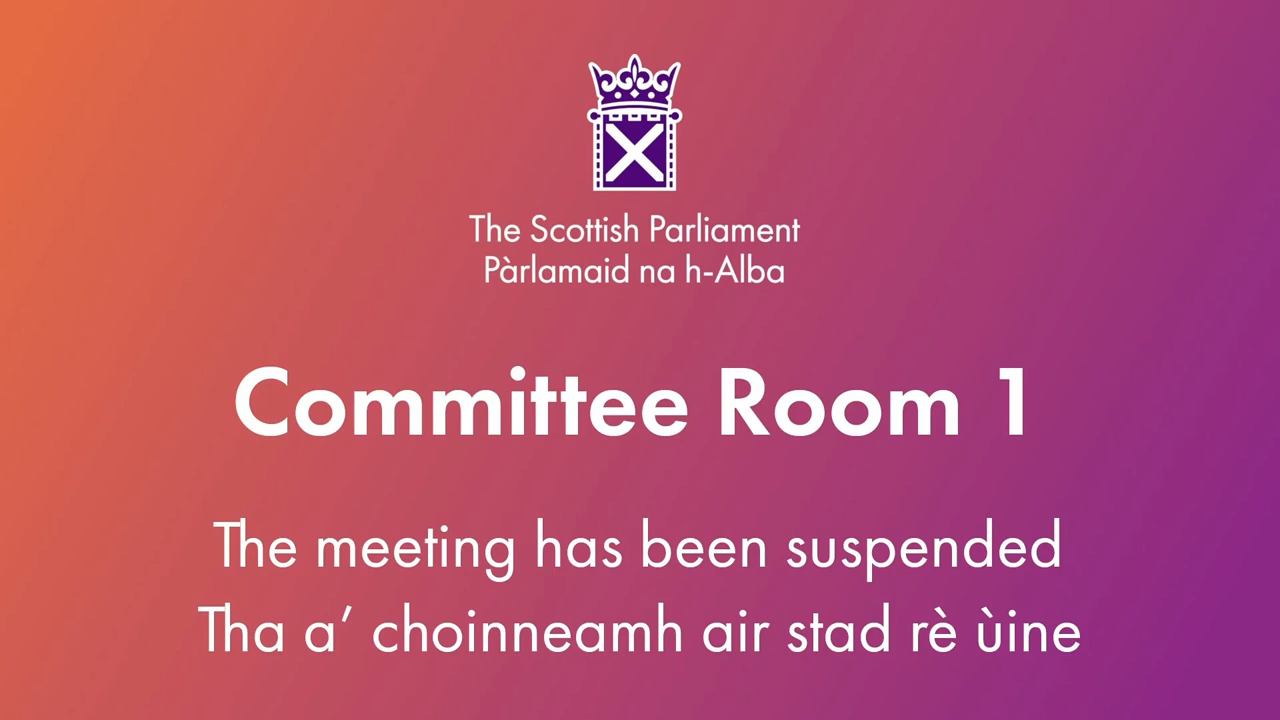 The Scottish Parliament
Pàrlamaid na h-Alba
Committee Room 1
The meeting has been suspended
Tha a’ choinneamh air stad rè ùine